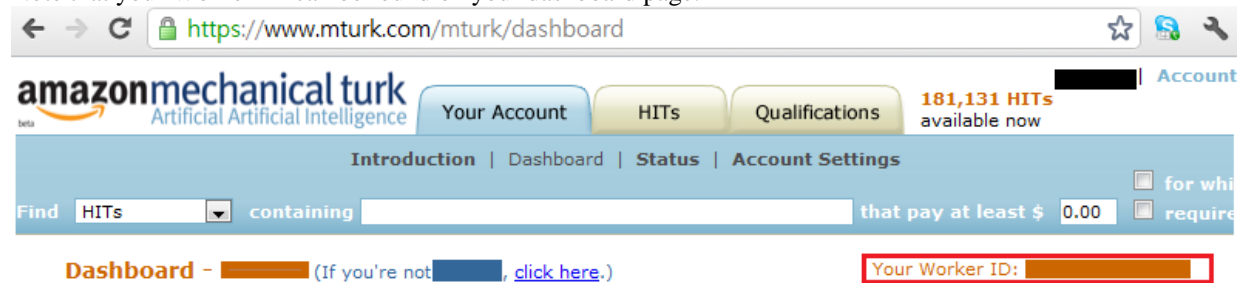 https://www.mturk.com/mturk/dashboard
amazonmechanical turk
beta
Artificial Artificial Intelligence
Your Account
HITs
Qualifications
181,131 HITs
available now
| Account
Introduction | Dashboard | Status | Account Settings
Find HITs containing that pay at least $ 0.00
for whi
require
Dashboard - (If you're not , click here.)
Your Worker ID: